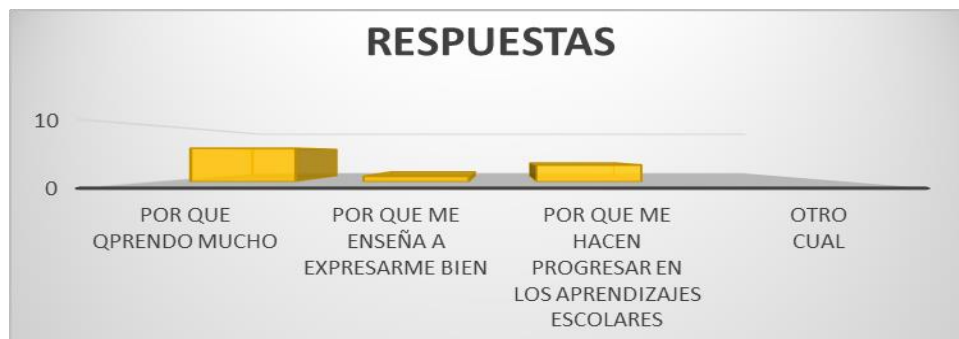 RESPUESTAS
10
0
POR QUE
QPRENDO MUCHO
POR QUE ME
ENSEÑA A
EXPRESARME BIEN
POR QUE ME
HACEN
PROGRESAR EN
LOS APRENDIZAJES
ESCOLARES
OTRO
CUAL